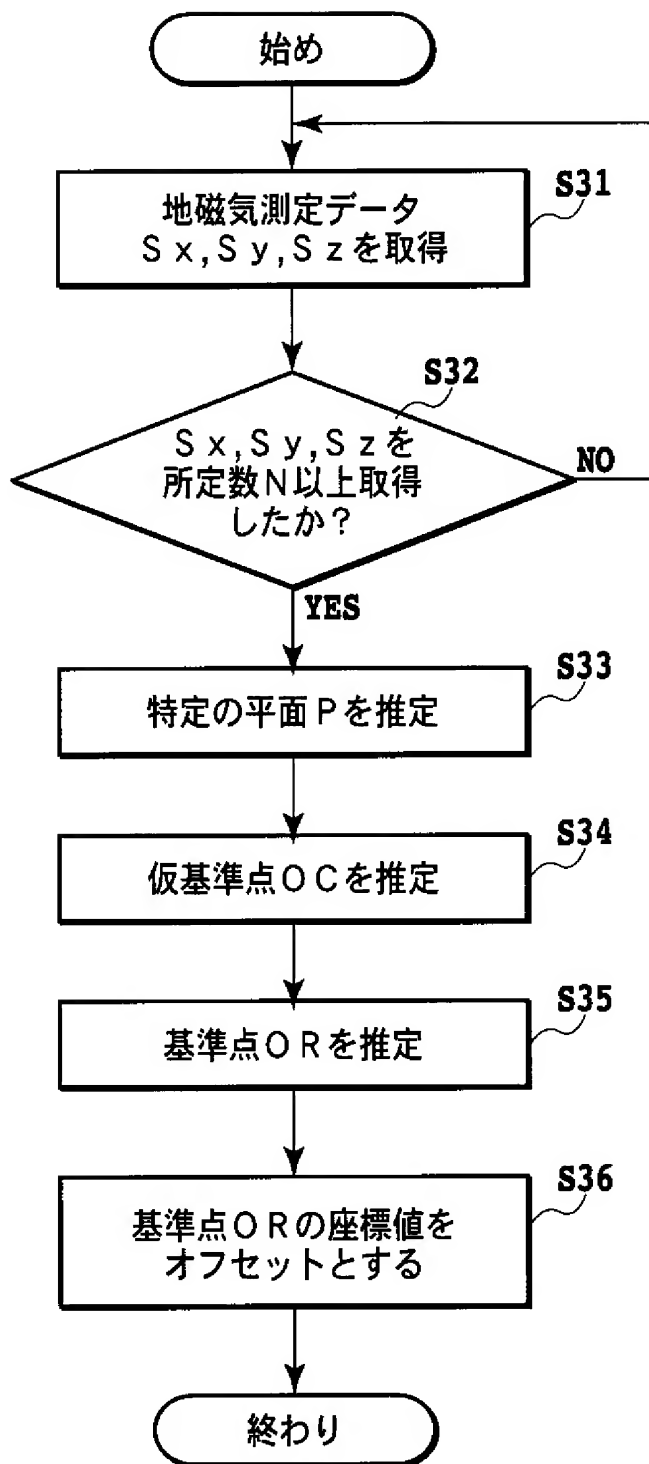 始め
地磁気測定データ
Ｓｘ,Ｓｙ,Ｓｚを取得
S31
S32
Ｓｘ,Ｓｙ,Ｓｚを
所定数Ｎ以上取得
したか？
NO
YES
特定の平面Ｐを推定
S33
仮基準点ＯＣを推定
S34
基準点ＯＲを推定
S35
基準点ＯＲの座標値を
オフセットとする
S36
終わり